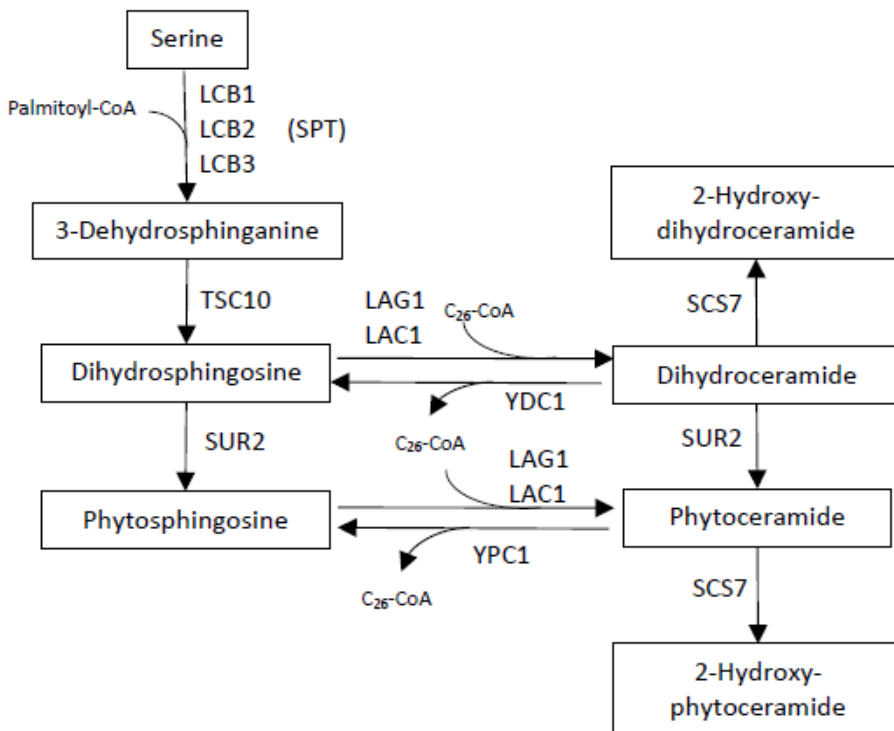 Serine
Palmitoyl-CoA
LCB1
LCB2 (SPT)
LCB3
3-Dehydrosphinganine
2-Hydroxy-
dihydroceramide
TSC10
SCS7
LAG1
LAC1
C₂₆-CoA
Dihydrosphingosine
Dihydroceramide
YDC1
C₂₆-CoA
SUR2
SUR2
LAG1
LAC1
Phytosphingosine
Phytoceramide
YPC1
C₂₆-CoA
SCS7
2-Hydroxy-
phytoceramide